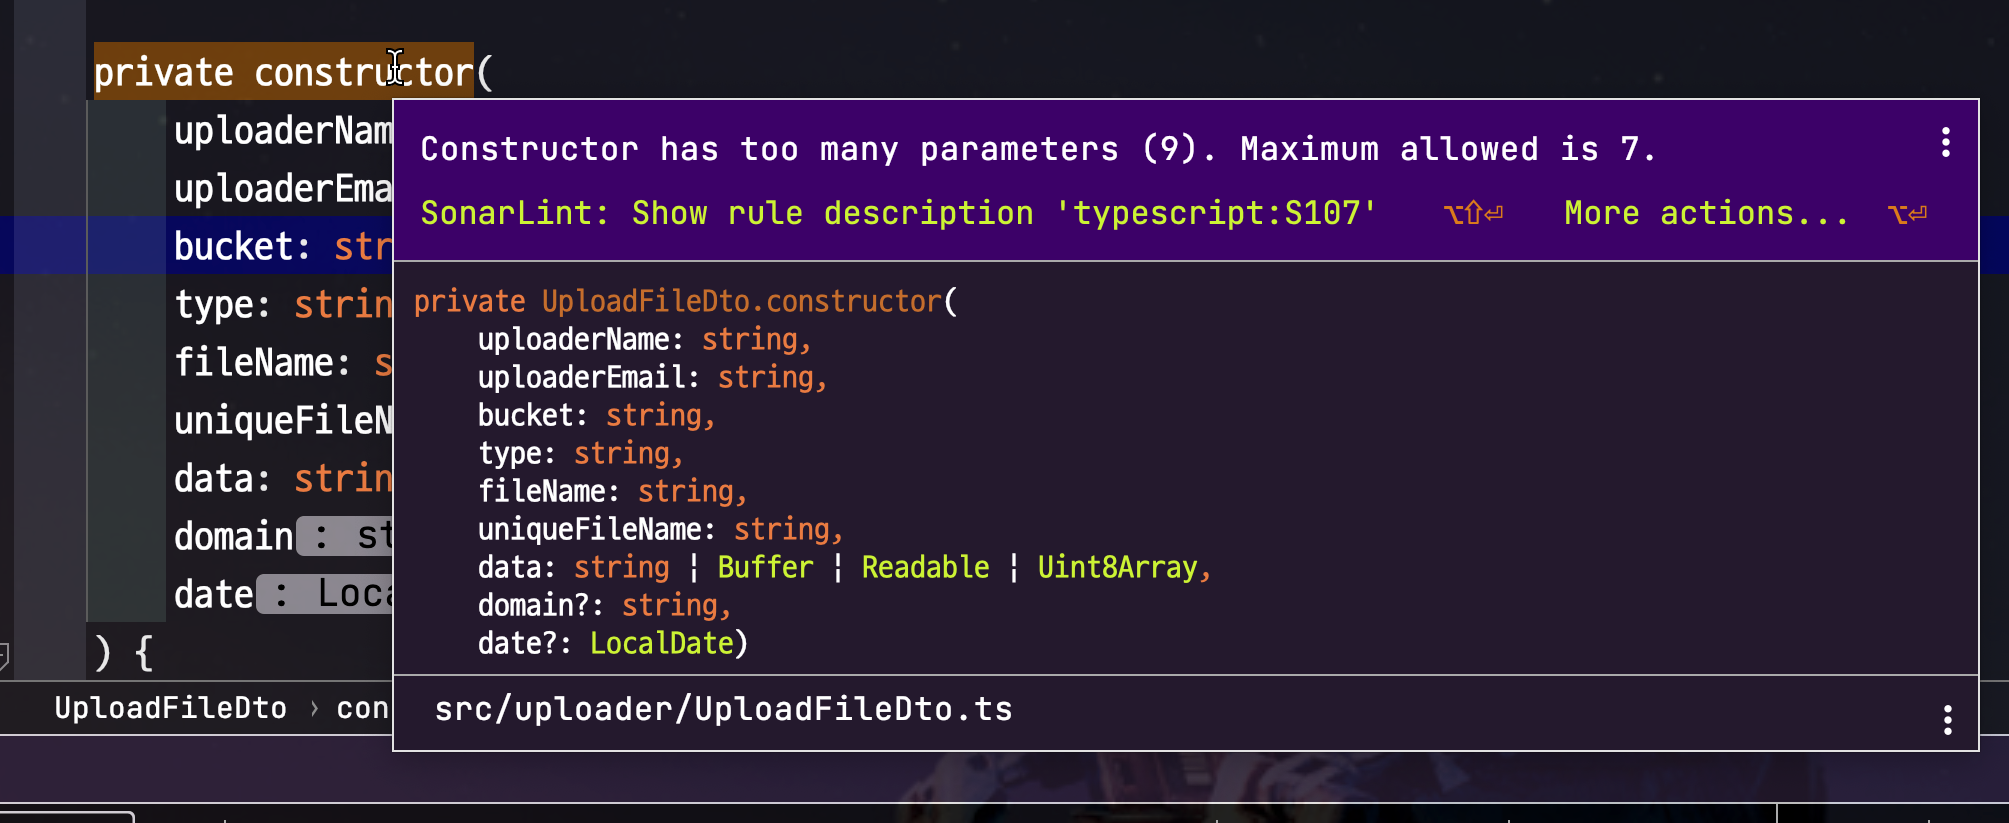 private constructor(
uploaderNam
uploaderEma
bucket: str
type: strin
fileName: s
uniqueFileN
data: strin
domain : st
date : Loca
) {
UploadFileDto › con
Constructor has too many parameters (9). Maximum allowed is 7.
SonarLint: Show rule description 'typescript:S107' ⌥⇧⏎ More actions... ⌥⏎
private UploadFileDto.constructor(
uploaderName: string,
uploaderEmail: string,
bucket: string,
type: string,
fileName: string,
uniqueFileName: string,
data: string | Buffer | Readable | Uint8Array,
domain?: string,
date?: LocalDate)
src/uploader/UploadFileDto.ts